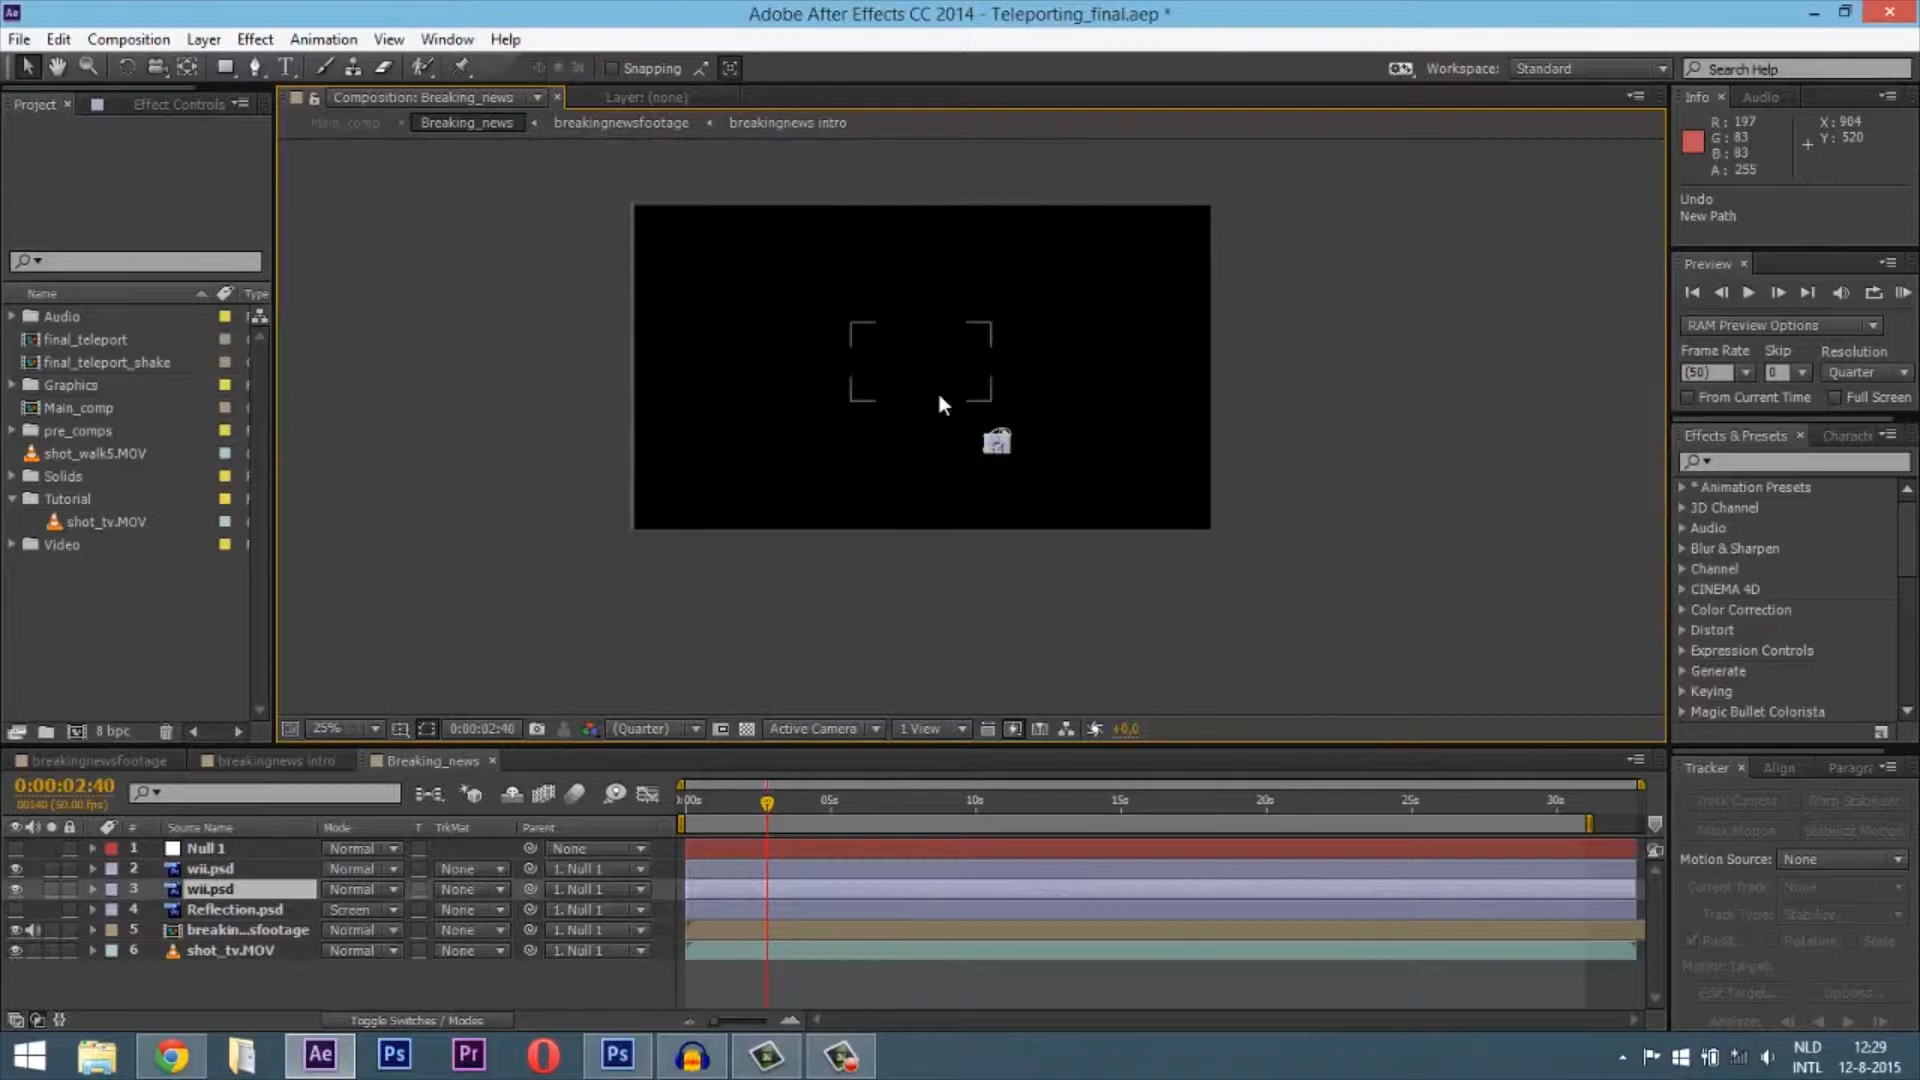 Ae
Adobe After Effects CC 2014 - Teleporting_final.aep *
File Edit Composition Layer Effect Animation View Window Help
Snapping
Workspace: Standard
Search Help
Project
Effect Controls
Composition: Breaking_news
Layer: (none)
Main_comp
Breaking_news
breakingnewsfootage
breakingnews intro
Info
Audio
R: 197
G: 83
B: 83
A: 255
X: 904
Y: 520
Undo
New Path
Preview
RAM Preview Options
Frame Rate
Skip
Resolution
(50)
0
Quarter
From Current Time
Full Screen
Name
Type
Audio
final_teleport
final_teleport_shake
Graphics
Main_comp
pre_comps
shot_walk5.MOV
Solids
Tutorial
shot_tv.MOV
Video
Effects & Presets
* Animation Presets
3D Channel
Audio
Blur & Sharpen
Channel
CINEMA 4D
Color Correction
Distort
Expression Controls
Generate
Keying
Magic Bullet Colorista
8 bpc
25%
0:00:02:40
(Quarter)
Active Camera
1 View
+0,0
breakingnewsfootage
breakingnews intro
Breaking_news
0:00:02:40
00140 (50.00 fps)
05s
10s
15s
20s
25s
30s
# Source Name Mode T TrkMat Parent
1 Null 1 Normal None
2 wii.psd Normal None 1. Null 1
3 wii.psd Normal None 1. Null 1
4 Reflection.psd Screen None 1. Null 1
5 breakin...sfootage Normal None 1. Null 1
6 shot_tv.MOV Normal None 1. Null 1
Toggle Switches / Modes
Tracker
Align
Track Camera
Warp Stabilizer
Track Motion
Stabilize Motion
Motion Source: None
Current Track: None
Track Type: Stabilize
Rotation
Scale
Motion Target:
Edit Target...
Options...
Analyze:
Ae
Ps
Pr
Ps
NLD
INTL
12:29
12-8-2015